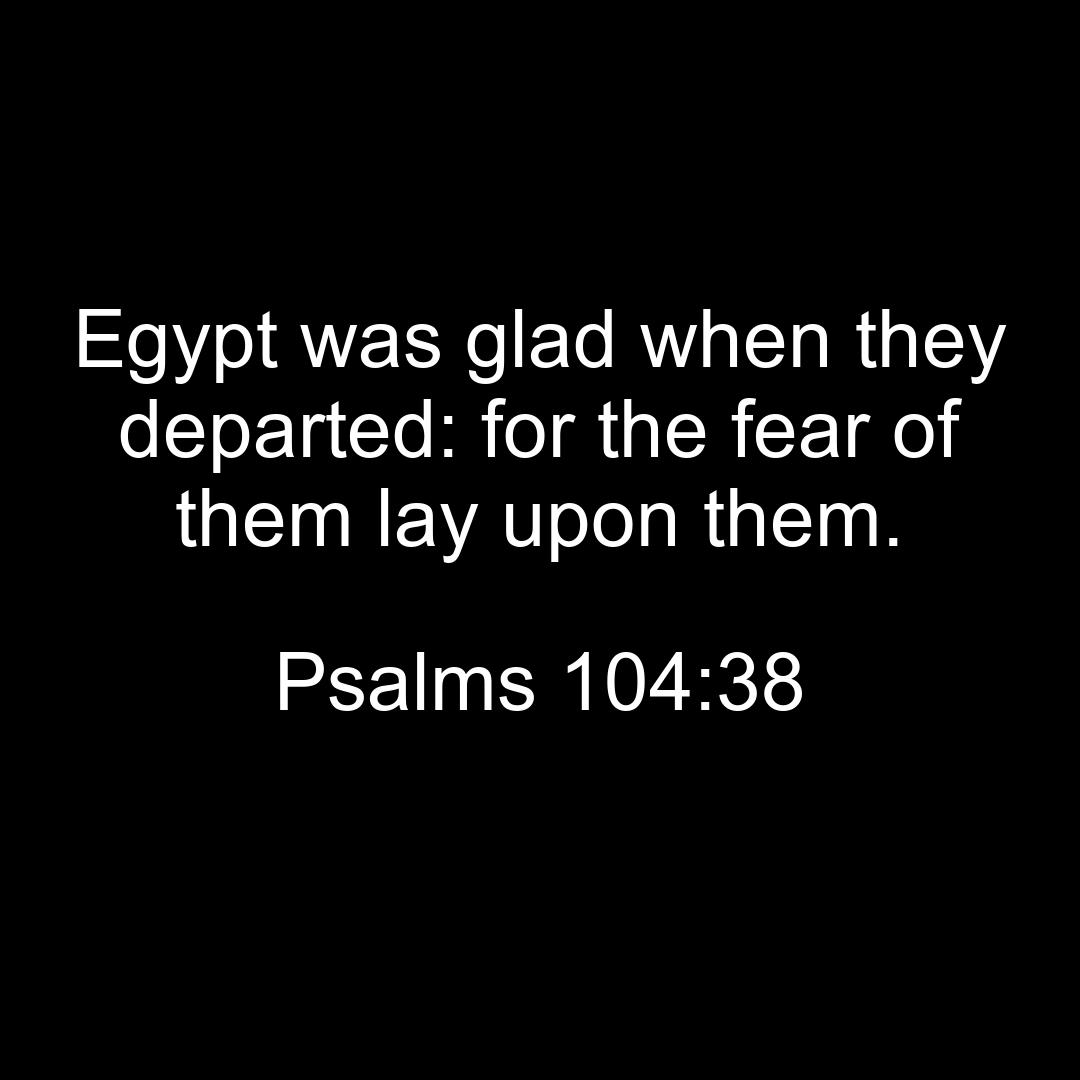 Egypt was glad when they
departed: for the fear of
them lay upon them.
Psalms 104:38